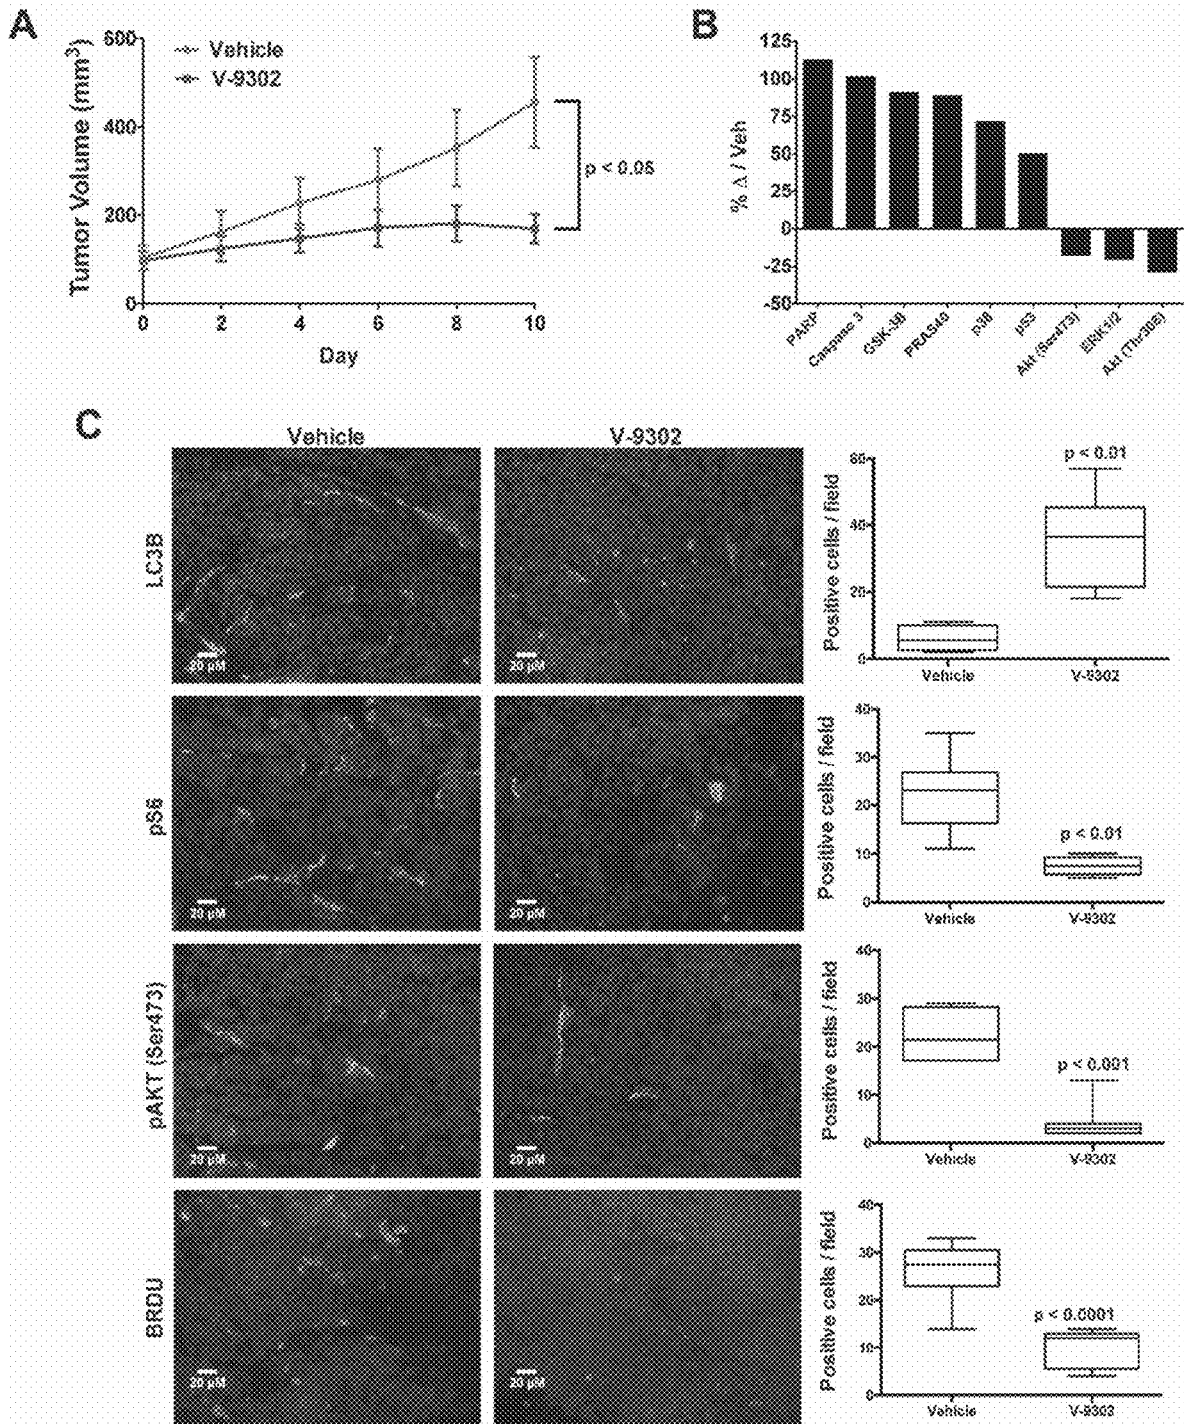 A
Tumor Volume (mm³)
600
400
200
0
Vehicle
V-9302
p < 0.05
0 2 4 6 8 10
Day
B
% Δ / Veh
125
100
75
50
25
0
-25
-50
PARP
Caspase 3
GSK-3B
PRAS40
p38
p53
Akt (Ser473)
ERK1/2
Akt (Thr308)
C
Vehicle V-9302
LC3B
20 µM
20 µM
Positive cells / field
60
40
20
0
p < 0.01
Vehicle V-9302
pS6
20 µM
20 µM
Positive cells / field
40
30
20
10
0
p < 0.01
Vehicle V-9302
pAKT (Ser473)
20 µM
20 µM
Positive cells / field
40
30
20
10
0
p < 0.001
Vehicle V-9302
BRDU
20 µM
20 µM
Positive cells / field
40
30
20
10
0
p < 0.0001
Vehicle V-9302